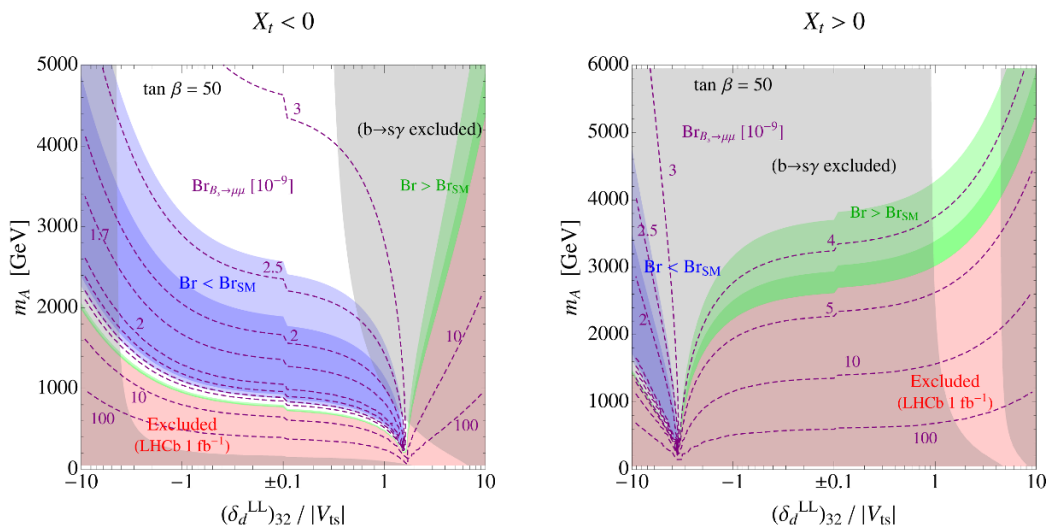 X_t < 0
5000
4000
3000
2000
1000
0
m_A [GeV]
tan β = 50
3
(b→sγ excluded)
Br_{B_s→μμ} [10^{-9}]
Br > Br_SM
1.7
2.5
Br < Br_SM
2
2
10
10
100
100
Excluded
(LHCb 1 fb^{-1})
-10
-1
±0.1
1
10
(δ_d^{LL})_{32} / |V_{ts}|
X_t > 0
6000
5000
4000
3000
2000
1000
0
m_A [GeV]
tan β = 50
Br_{B_s→μμ} [10^{-9}]
(b→sγ excluded)
3
Br > Br_SM
2.5
4
Br < Br_SM
2
5
10
Excluded
(LHCb 1 fb^{-1})
100
-10
-1
±0.1
1
10
(δ_d^{LL})_{32} / |V_{ts}|